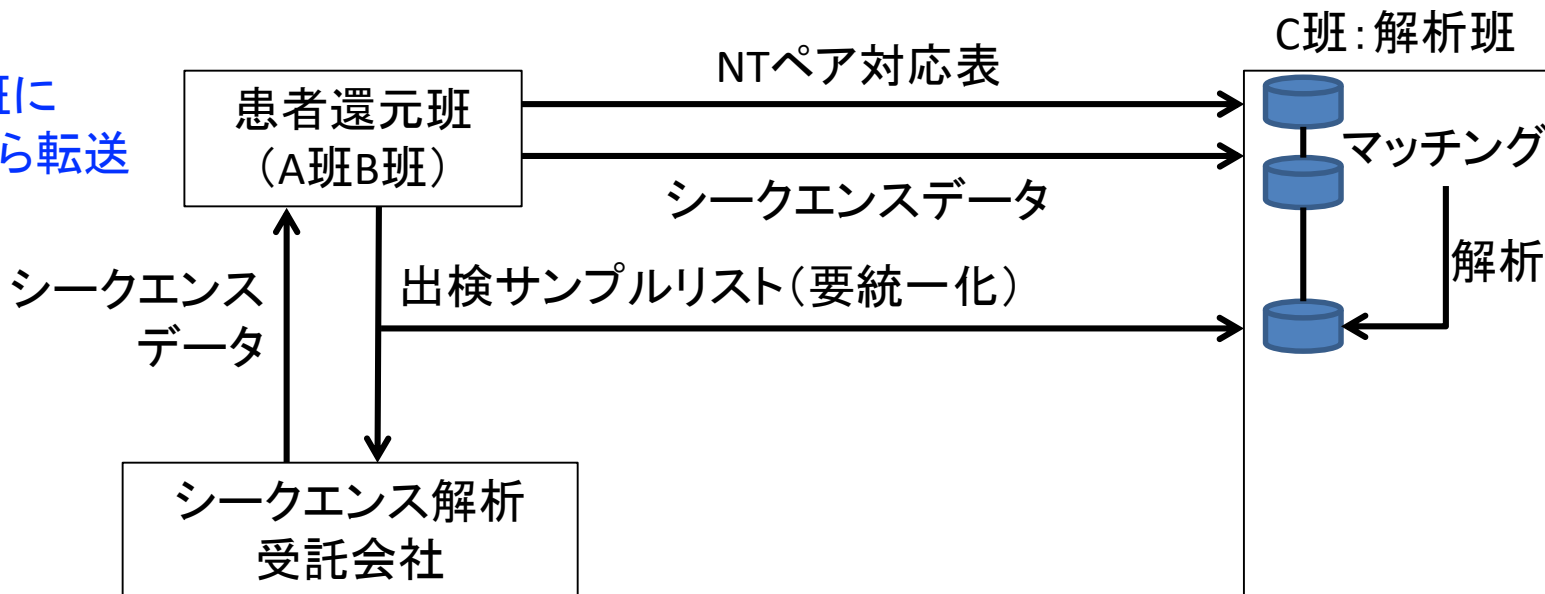 C班：解析班
NTペア対応表
班に
ら転送
患者還元班
（A班B班）
マッチング
シークエンスデータ
解析
シークエンス
データ
出検サンプルリスト（要統一化）
シークエンス解析
受託会社